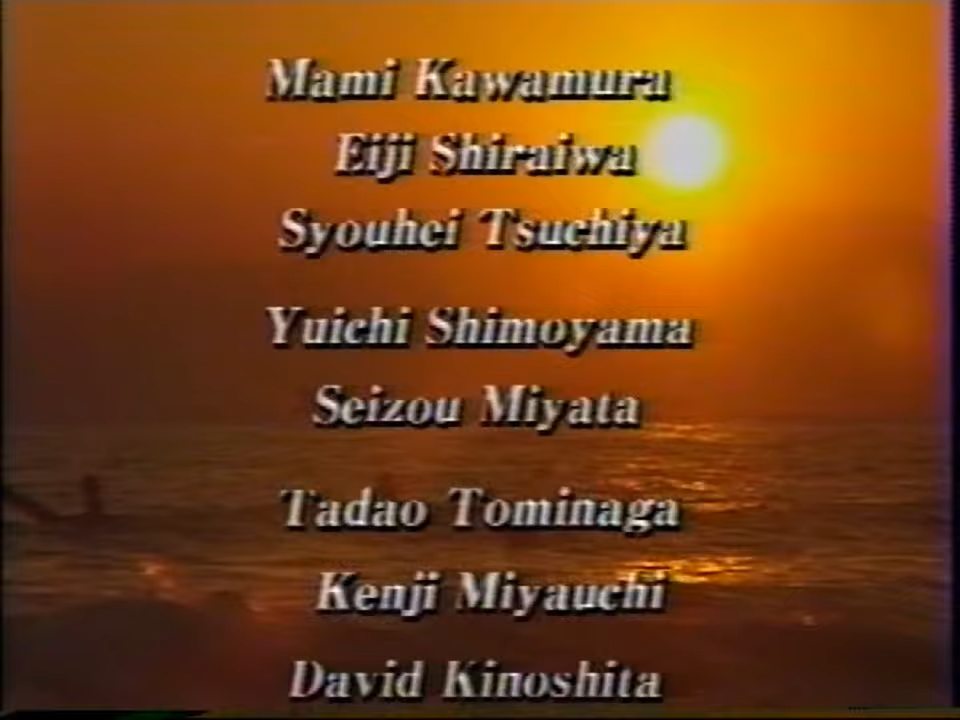 Mami Kawamura
Eiji Shiraiwa
Syouhei Tsuchiya
Yuichi Shimoyama
Seizou Miyata
Tadao Tominaga
Kenji Miyauchi
David Kinoshita